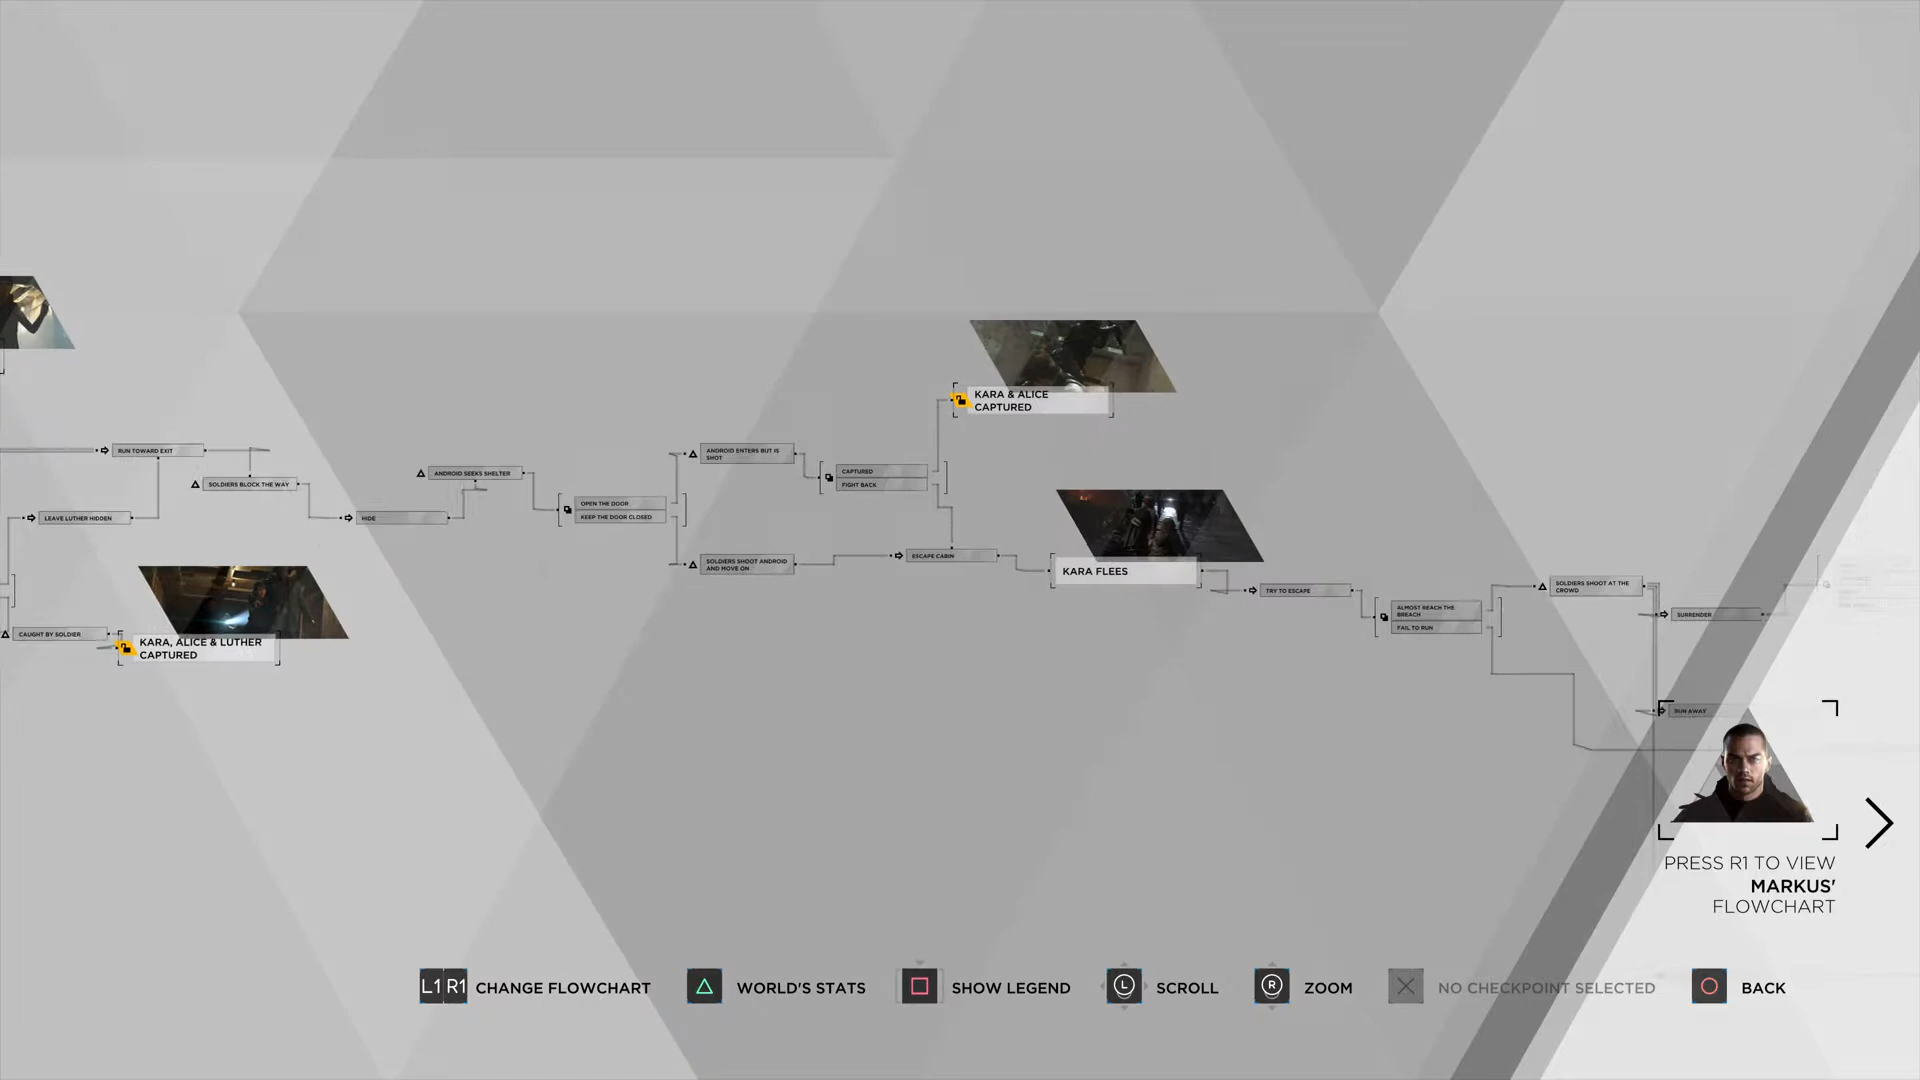 KARA & ALICE
CAPTURED
RUN TOWARD EXIT
ANDROID ENTERS BUT IS
SHOT
ANDROID SEEKS SHELTER
CAPTURED
FIGHT BACK
SOLDIERS BLOCK THE WAY
OPEN THE DOOR
KEEP THE DOOR CLOSED
LEAVE LUTHER HIDDEN
HIDE
ESCAPE CABIN
SOLDIERS SHOOT ANDROID
AND MOVE ON
KARA FLEES
TRY TO ESCAPE
SOLDIERS SHOOT AT THE
CROWD
ALMOST REACH THE
BREACH
FAIL TO RUN
SURRENDER
CAUGHT BY SOLDIER
KARA, ALICE & LUTHER
CAPTURED
RUN AWAY
PRESS R1 TO VIEW
MARKUS'
FLOWCHART
L1 R1 CHANGE FLOWCHART
WORLD'S STATS
SHOW LEGEND
L SCROLL
R ZOOM
NO CHECKPOINT SELECTED
BACK